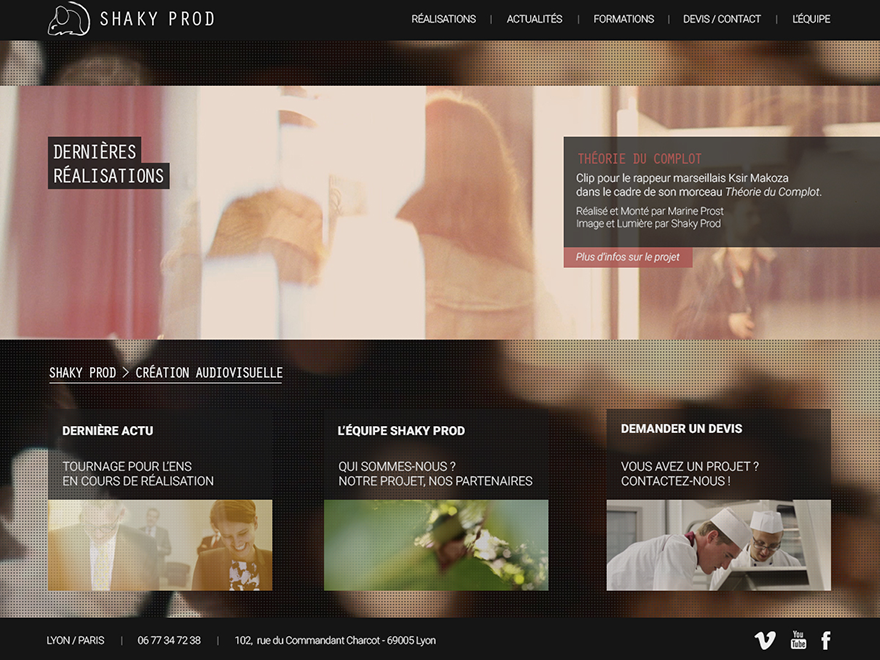 SHAKY PROD
RÉALISATIONS | ACTUALITÉS | FORMATIONS | DEVIS / CONTACT | L'ÉQUIPE
DERNIÈRES
RÉALISATIONS
THÉORIE DU COMPLOT
Clip pour le rappeur marseillais Ksir Makoza
dans le cadre de son morceau Théorie du Complot.
Réalisé et Monté par Marine Prost
Image et Lumière par Shaky Prod
Plus d'infos sur le projet
SHAKY PROD > CRÉATION AUDIOVISUELLE
DERNIÈRE ACTU
TOURNAGE POUR L'ENS
EN COURS DE RÉALISATION
L'ÉQUIPE SHAKY PROD
QUI SOMMES-NOUS ?
NOTRE PROJET, NOS PARTENAIRES
DEMANDER UN DEVIS
VOUS AVEZ UN PROJET ?
CONTACTEZ-NOUS !
LYON / PARIS | 06 77 34 72 38 | 102, rue du Commandant Charcot - 69005 Lyon
You
Tube